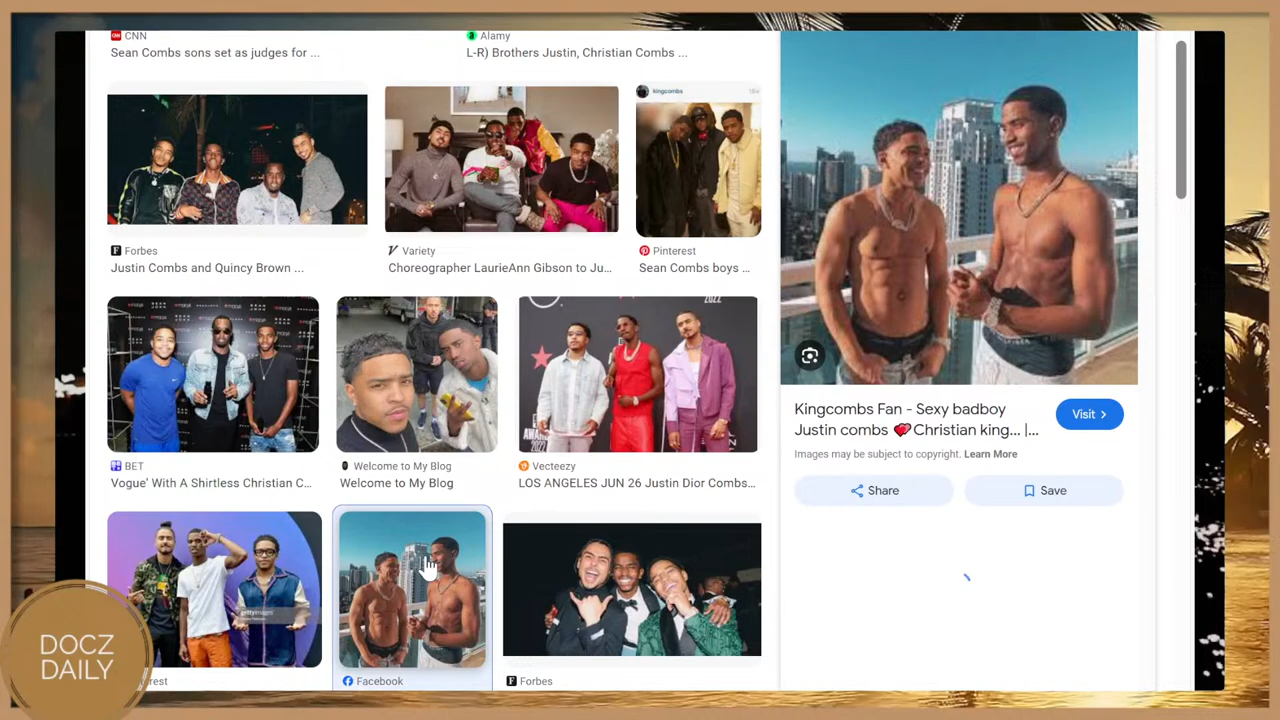 CNN
Sean Combs sons set as judges for ...
Alamy
L-R) Brothers Justin, Christian Combs ...
kingcombs
Forbes
Justin Combs and Quincy Brown ...
Variety
Choreographer LaurieAnn Gibson to Ju...
Pinterest
Sean Combs boys ...
2022
BET
Vogue' With A Shirtless Christian C...
Welcome to My Blog
Welcome to My Blog
Vecteezy
LOS ANGELES JUN 26 Justin Dior Combs...
gettyimages
rest
Facebook
Forbes
Kingcombs Fan - Sexy badboy
Justin combs 💘Christian king... |...
Visit
Images may be subject to copyright. Learn More
Share
Save
DOCZ
DAILY